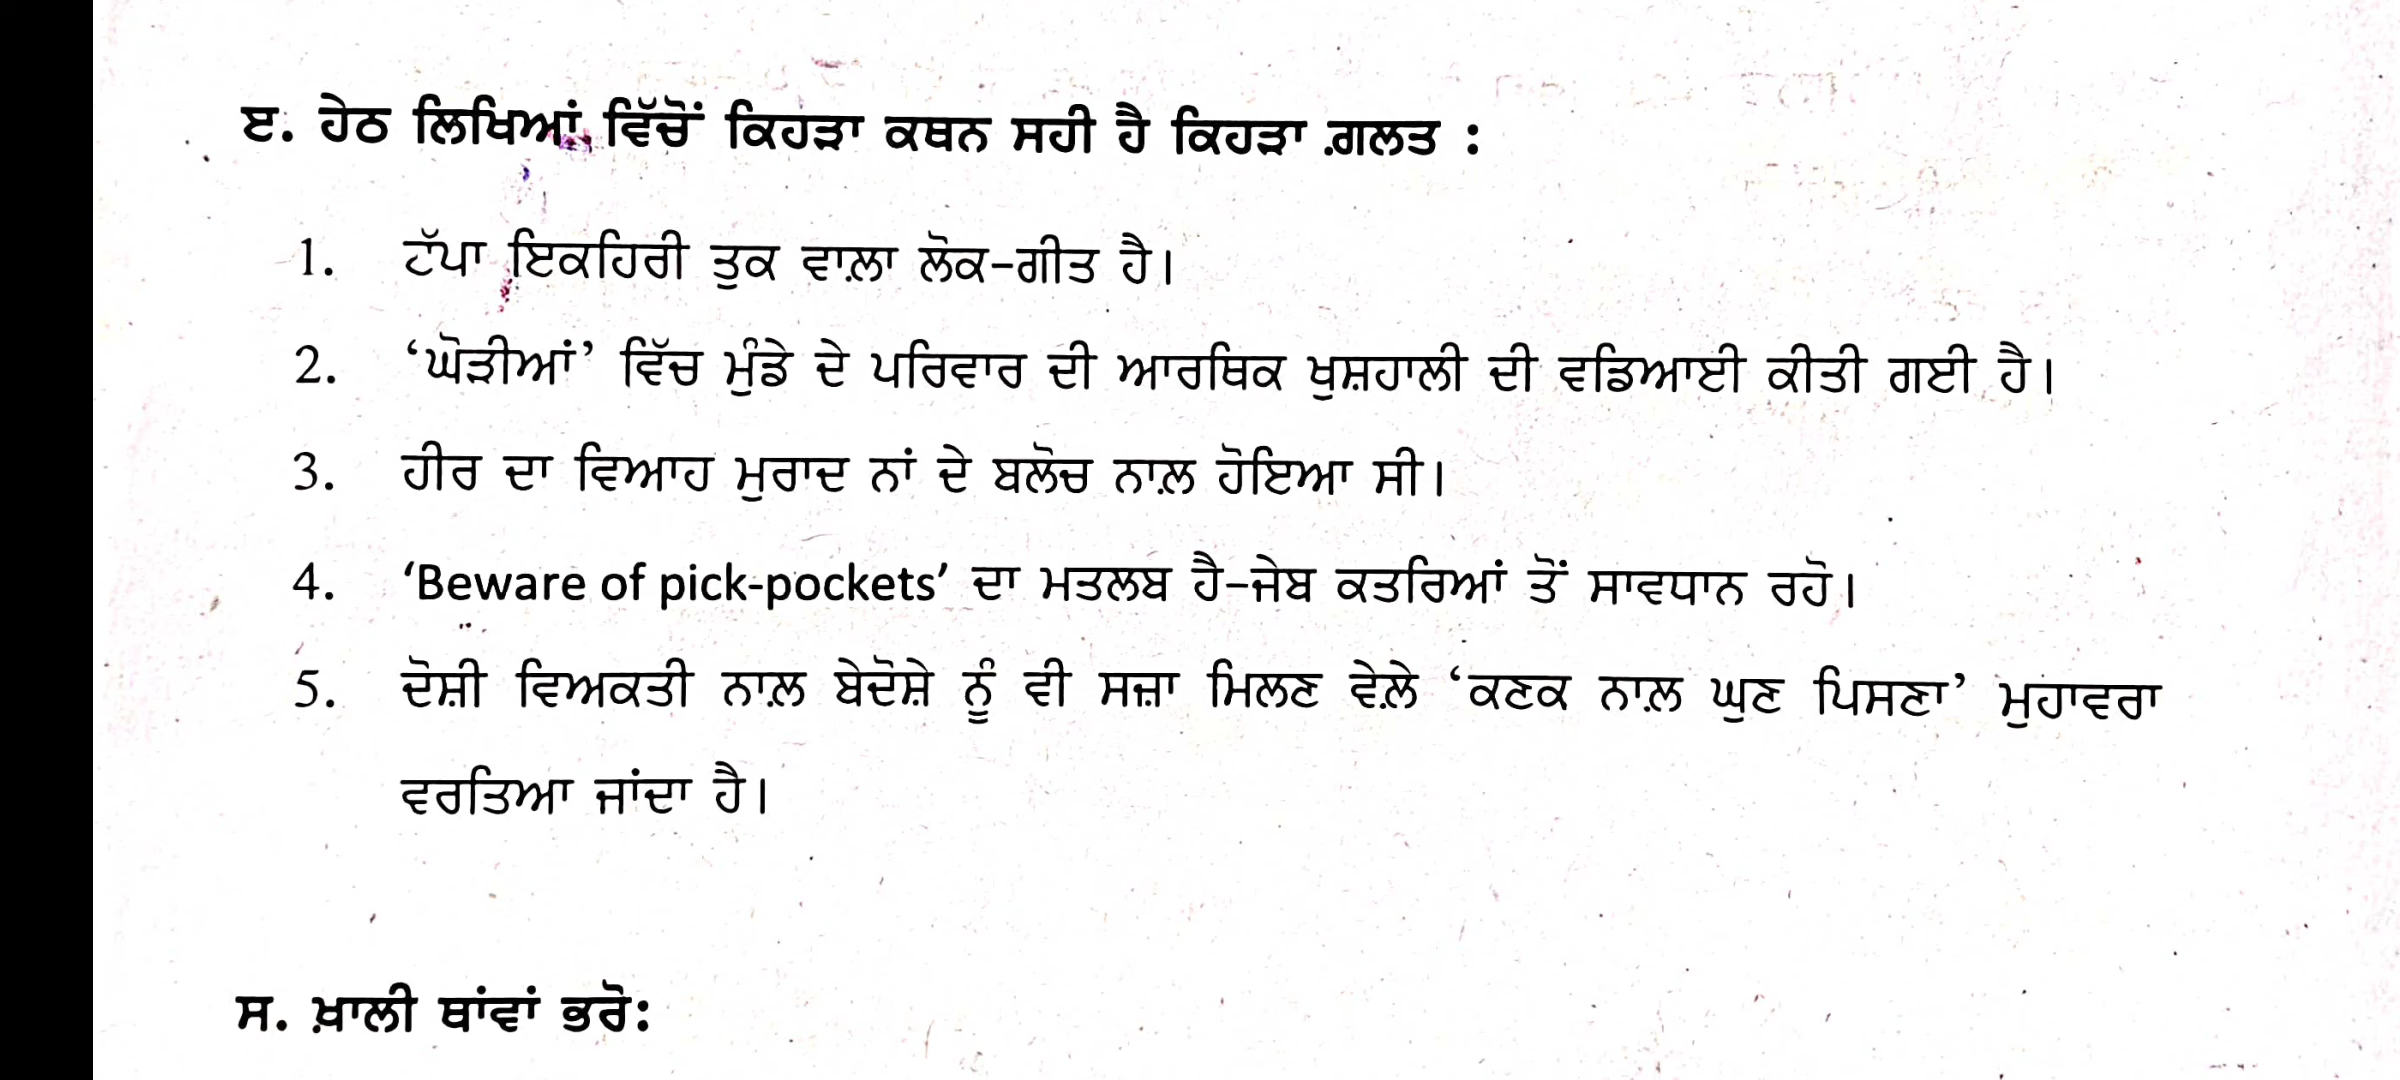 ੲ. ਹੇਠ ਲਿਖਿਆਂ ਵਿੱਚੋਂ ਕਿਹੜਾ ਕਥਨ ਸਹੀ ਹੈ ਕਿਹੜਾ ਗ਼ਲਤ :
1. ਟੱਪਾ ਇਕਹਿਰੀ ਤੁਕ ਵਾਲ਼ਾ ਲੋਕ-ਗੀਤ ਹੈ।
2. ‘ਘੋੜੀਆਂ’ ਵਿੱਚ ਮੁੰਡੇ ਦੇ ਪਰਿਵਾਰ ਦੀ ਆਰਥਿਕ ਖੁਸ਼ਹਾਲੀ ਦੀ ਵਡਿਆਈ ਕੀਤੀ ਗਈ ਹੈ।
3. ਹੀਰ ਦਾ ਵਿਆਹ ਮੁਰਾਦ ਨਾਂ ਦੇ ਬਲੋਚ ਨਾਲ਼ ਹੋਇਆ ਸੀ।
4. ‘Beware of pick-pockets’ ਦਾ ਮਤਲਬ ਹੈ-ਜੇਬ ਕਤਰਿਆਂ ਤੋਂ ਸਾਵਧਾਨ ਰਹੋ।
5. ਦੋਸ਼ੀ ਵਿਅਕਤੀ ਨਾਲ਼ ਬੇਦੋਸ਼ੇ ਨੂੰ ਵੀ ਸਜ਼ਾ ਮਿਲਣ ਵੇਲ਼ੇ ‘ਕਣਕ ਨਾਲ਼ ਘੁਣ ਪਿਸਣਾ’ ਮੁਹਾਵਰਾ
ਵਰਤਿਆ ਜਾਂਦਾ ਹੈ।
ਸ. ਖ਼ਾਲੀ ਥਾਂਵਾਂ ਭਰੋ: